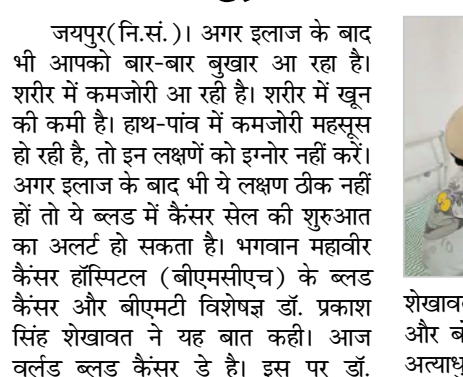 जयपुर(नि.सं.)। अगर इलाज के बाद
भी आपको बार-बार बुखार आ रहा है।
शरीर में कमजोरी आ रही है। शरीर में खून
की कमी है। हाथ-पांव में कमजोरी महसूस
हो रही है, तो इन लक्षणें को इग्नोर नहीं करें।
अगर इलाज के बाद भी ये लक्षण ठीक नहीं
हों तो ये ब्लड में कैंसर सेल की शुरुआत
का अलर्ट हो सकता है। भगवान महावीर
कैंसर हॉस्पिटल (बीएमसीएच) के ब्लड
कैंसर और बीएमटी विशेषज्ञ डॉ. प्रकाश
सिंह शेखावत ने यह बात कही। आज
वर्लड ब्लड कैंसर डे है। इस पर डॉ.
और